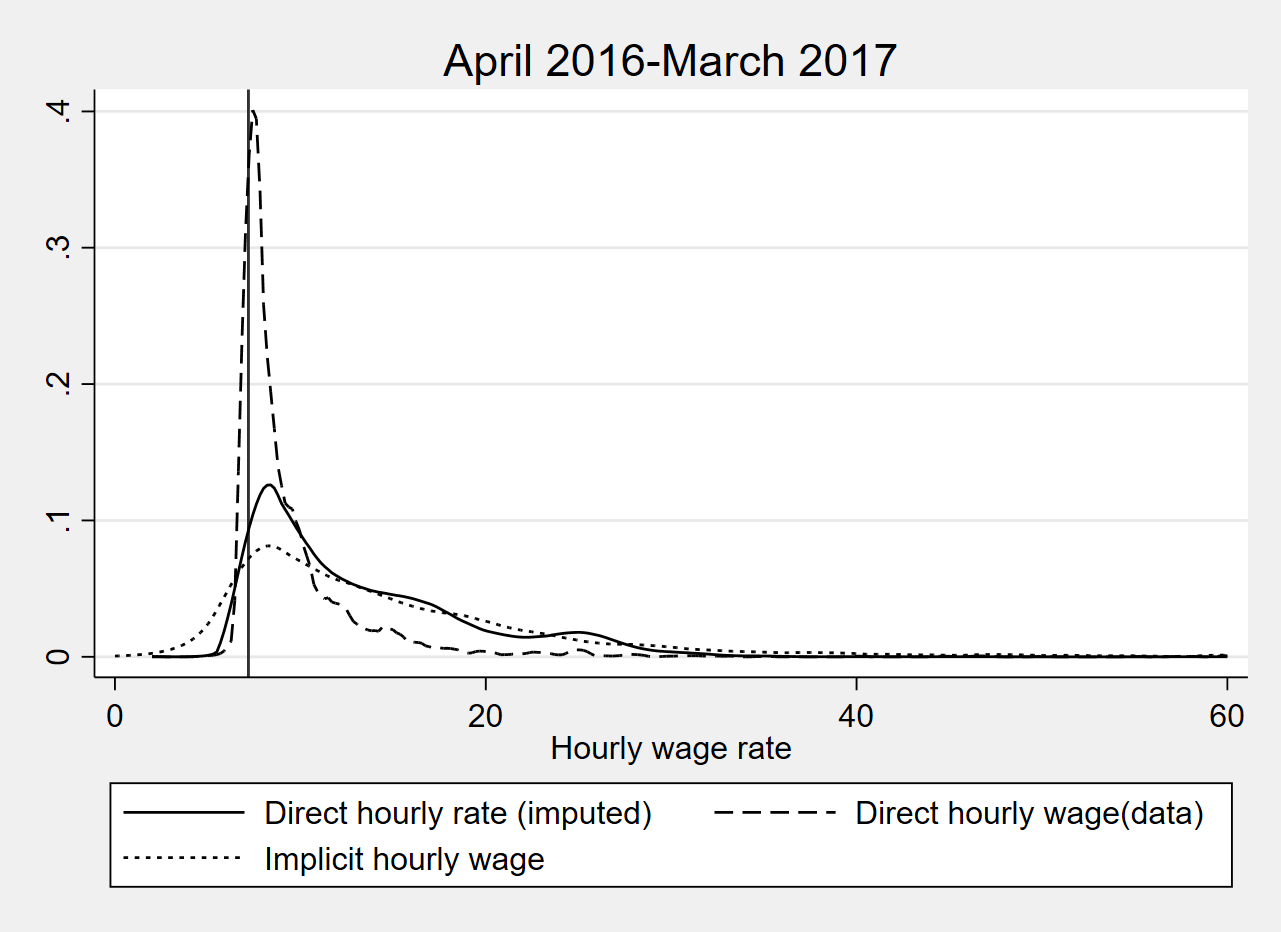 April 2016-March 2017
.4
.3
.2
.1
0
0 20 40 60
Hourly wage rate
Direct hourly rate (imputed) Direct hourly wage(data)
Implicit hourly wage